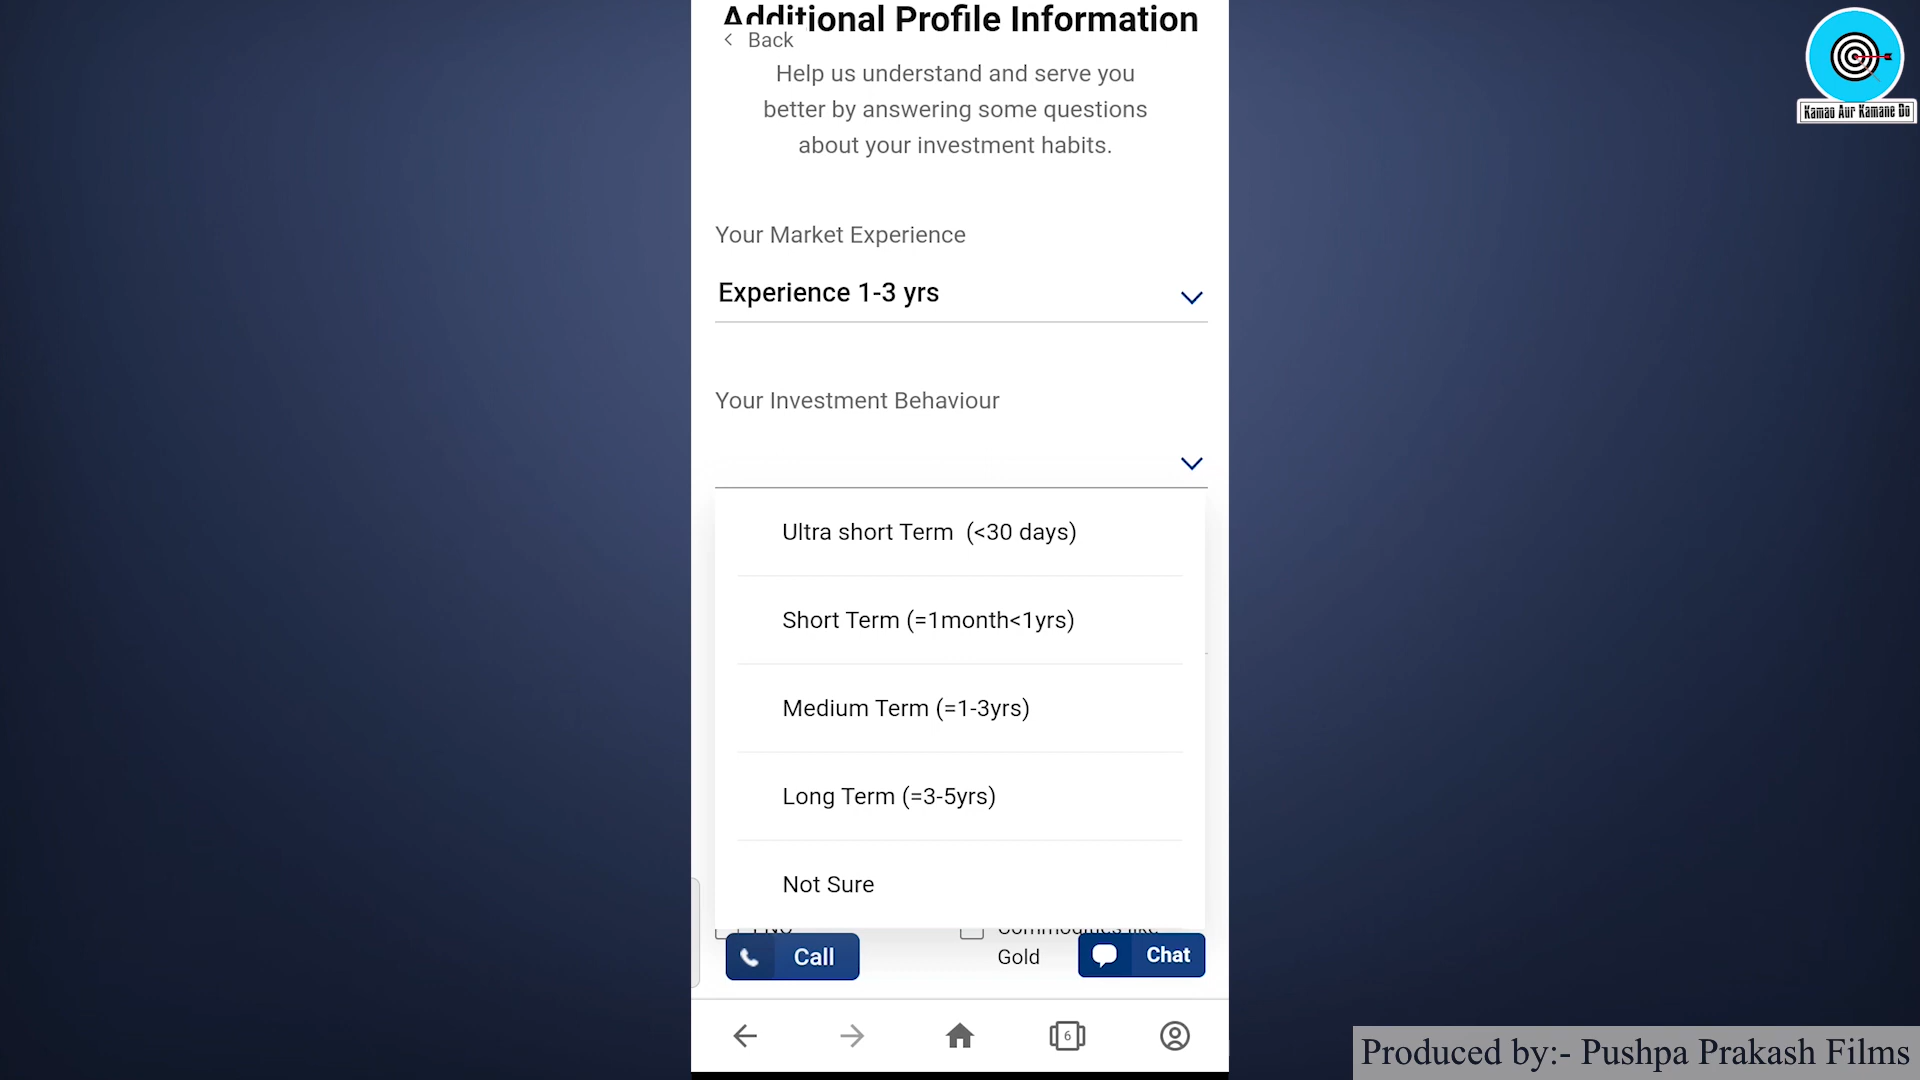 Additional Profile Information
Back
Help us understand and serve you
better by answering some questions
about your investment habits.
Your Market Experience
Experience 1-3 yrs
Your Investment Behaviour
Ultra short Term (<30 days)
Short Term (=1month<1yrs)
Medium Term (=1-3yrs)
Long Term (=3-5yrs)
Not Sure
Commodities like
Gold
Call
Chat
6
Kamao Aur Kamane Do
Produced by:- Pushpa Prakash Films